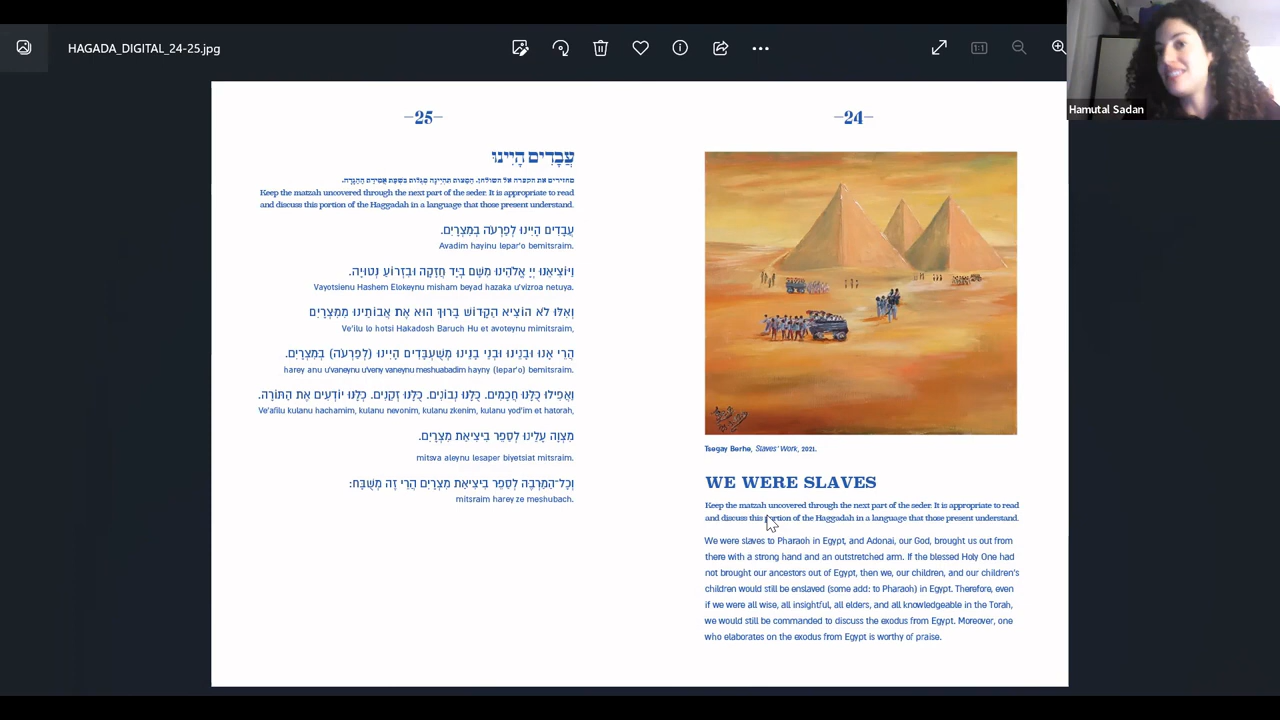 HAGADA_DIGITAL_24-25.jpg
Hamutal Sadan
–25–
עֲבָדִים הָיִינוּ
מחזירים את הקערה אל השולחן. המצות תהיינה מגלות בשעת אמירת ההגדה.
Keep the matzah uncovered through the next part of the seder. It is appropriate to read
and discuss this portion of the Haggadah in a language that those present understand.
עֲבָדִים הָיִינוּ לְפַרְעֹה בְּמִצְרָיִם.
Avadim hayinu lepar'o bemitsraim.
וַיּוֹצִיאֵנוּ יְיָ אֱלֹהֵינוּ מִשָּׁם בְּיָד חֲזָקָה וּבִזְרוֹעַ נְטוּיָה.
Vayotsienu Hashem Elokeynu misham beyad hazaka u'vizroa netuya.
וְאִלּוּ לֹא הוֹצִיא הַקָּדוֹשׁ בָּרוּךְ הוּא אֶת אֲבוֹתֵינוּ מִמִּצְרָיִם
Ve'ilu lo hotsi Hakadosh Baruch Hu et avoteynu mimitsraim,
הֲרֵי אָנוּ וּבָנֵינוּ וּבְנֵי בָנֵינוּ מְשֻׁעְבָּדִים הָיִינוּ (לְפַרְעֹה) בְּמִצְרָיִם.
harey anu u'vaneynu u'veny vaneynu meshuabadim hayny (lepar'o) bemitsraim.
וַאֲפִילוּ כֻּלָּנוּ חֲכָמִים. כֻּלָּנוּ נְבוֹנִים. כֻּלָּנוּ זְקֵנִים. כֻּלָּנוּ יוֹדְעִים אֶת הַתּוֹרָה.
Ve'afilu kulanu hachamim, kulanu nevonim, kulanu zkenim, kulanu yod'im et hatorah,
מִצְוָה עָלֵינוּ לְסַפֵּר בִּיצִיאַת מִצְרָיִם.
mitsva aleynu lesaper biyetsiat mitsraim.
וְכָל־הַמַּרְבֶּה לְסַפֵּר בִּיצִיאַת מִצְרַיִם הֲרֵי זֶה מְשֻׁבָּח:
mitsraim harey ze meshubach.
–24–
Tsegay Berhe, Slaves' Work, 2021.
WE WERE SLAVES
Keep the matzah uncovered through the next part of the seder. It is appropriate to read
and discuss this portion of the Haggadah in a language that those present understand.
We were slaves to Pharaoh in Egypt, and Adonai, our God, brought us out from
there with a strong hand and an outstretched arm. If the blessed Holy One had
not brought our ancestors out of Egypt, then we, our children, and our children's
children would still be enslaved (some add: to Pharaoh) in Egypt. Therefore, even
if we were all wise, all insightful, all elders, and all knowledgeable in the Torah,
we would still be commanded to discuss the exodus from Egypt. Moreover, one
who elaborates on the exodus from Egypt is worthy of praise.